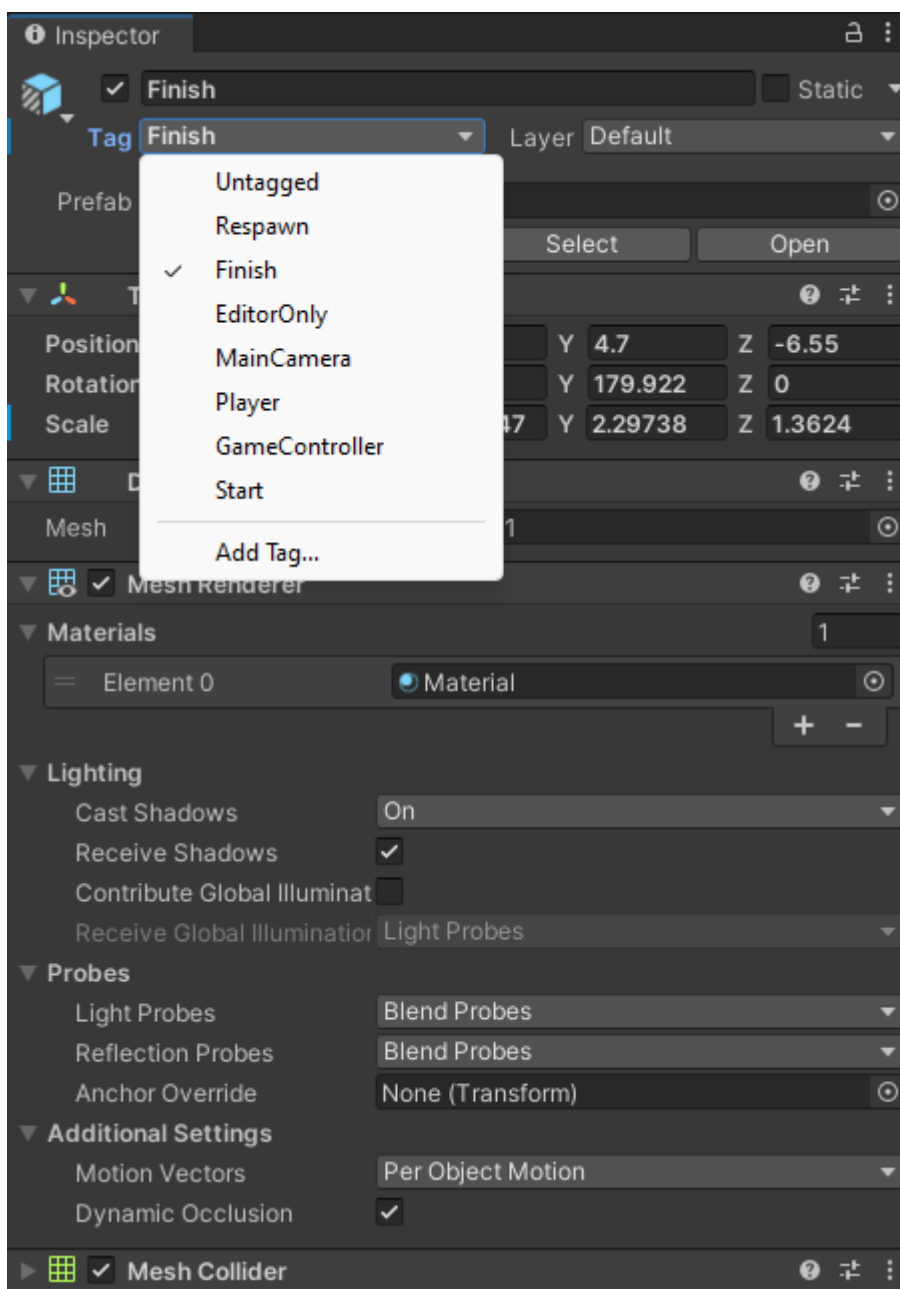 Inspector
Finish
Static
Tag Finish Layer Default
Untagged
Prefab
Respawn
Select Open
Finish
EditorOnly
Position Y 4.7 Z -6.55
MainCamera
Rotation Y 179.922 Z 0
Player
Scale 47 Y 2.29738 Z 1.3624
GameController
Start
Mesh 1
Add Tag...
Mesh Renderer
Materials 1
Element 0 Material
+ -
Lighting
Cast Shadows On
Receive Shadows
Contribute Global Illuminat
Receive Global Illumination Light Probes
Probes
Light Probes Blend Probes
Reflection Probes Blend Probes
Anchor Override None (Transform)
Additional Settings
Motion Vectors Per Object Motion
Dynamic Occlusion
Mesh Collider